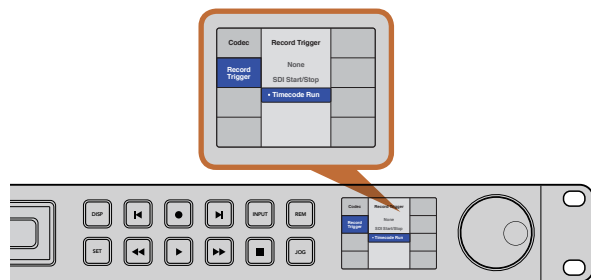 Codec
Record Trigger
Record
Trigger
None
SDI Start/Stop
• Timecode Run
DISP
INPUT
REM
SET
JOG
Codec
Record Trigger
Record
Trigger
None
SDI Start/Stop
• Timecode Run